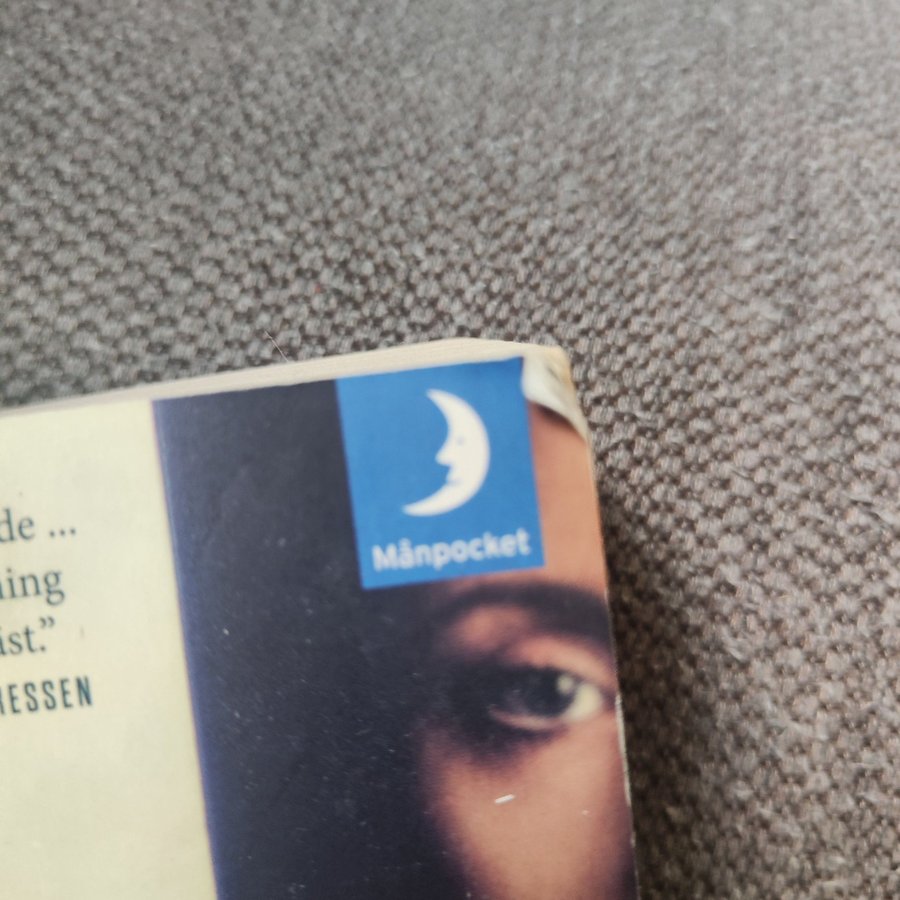 de ...
ning
ist.”
HESSEN
Månpocket